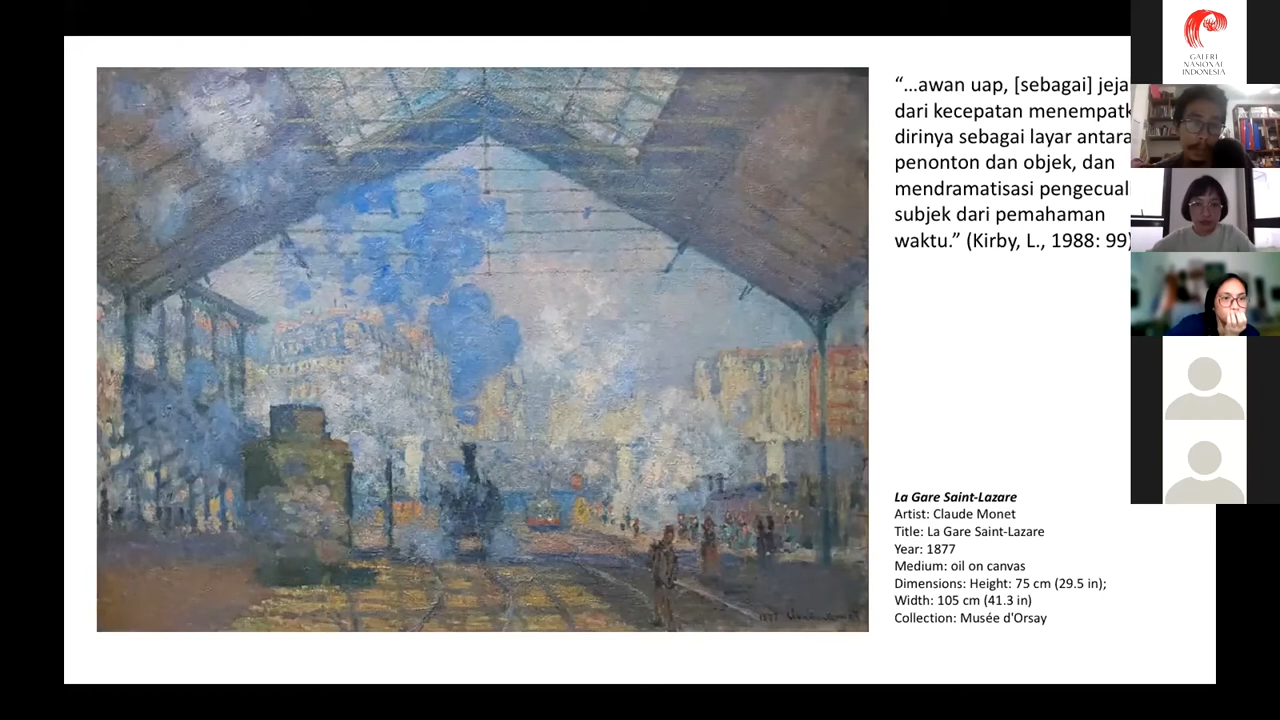 “...awan uap, [sebagai] jeja
dari kecepatan menempatk
dirinya sebagai layar antara
penonton dan objek, dan
mendramatisasi pengecual
subjek dari pemahaman
waktu.” (Kirby, L., 1988: 99)
La Gare Saint-Lazare
Artist: Claude Monet
Title: La Gare Saint-Lazare
Year: 1877
Medium: oil on canvas
Dimensions: Height: 75 cm (29.5 in);
Width: 105 cm (41.3 in)
Collection: Musée d'Orsay
GALERI
NASIONAL
INDONESIA
1877 Claude Monet